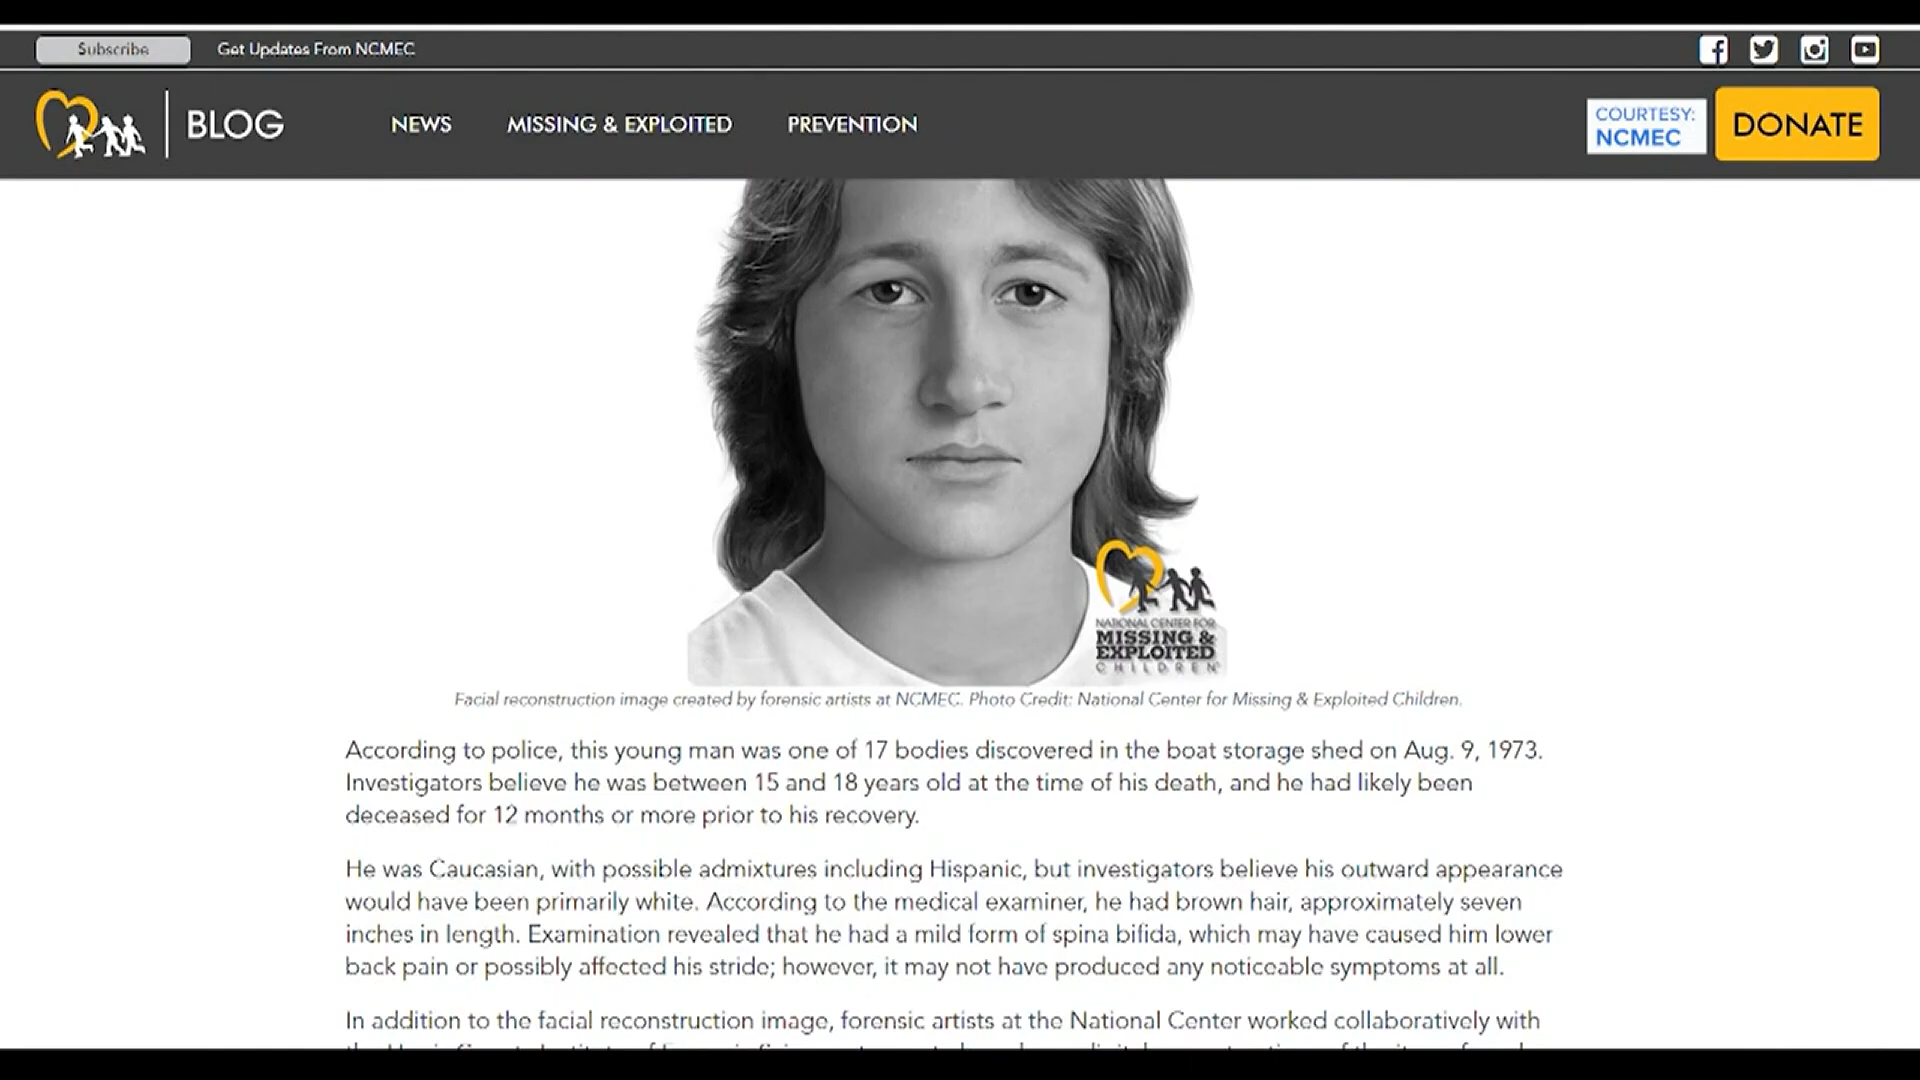 Subscribe
Get Updates From NCMEC
BLOG
NEWS
MISSING & EXPLOITED
PREVENTION
COURTESY:
NCMEC
DONATE
NATIONAL CENTER FOR
MISSING &
EXPLOITED
CHILDREN
Facial reconstruction image created by forensic artists at NCMEC. Photo Credit: National Center for Missing & Exploited Children.
According to police, this young man was one of 17 bodies discovered in the boat storage shed on Aug. 9, 1973.
Investigators believe he was between 15 and 18 years old at the time of his death, and he had likely been
deceased for 12 months or more prior to his recovery.
He was Caucasian, with possible admixtures including Hispanic, but investigators believe his outward appearance
would have been primarily white. According to the medical examiner, he had brown hair, approximately seven
inches in length. Examination revealed that he had a mild form of spina bifida, which may have caused him lower
back pain or possibly affected his stride; however, it may not have produced any noticeable symptoms at all.
In addition to the facial reconstruction image, forensic artists at the National Center worked collaboratively with